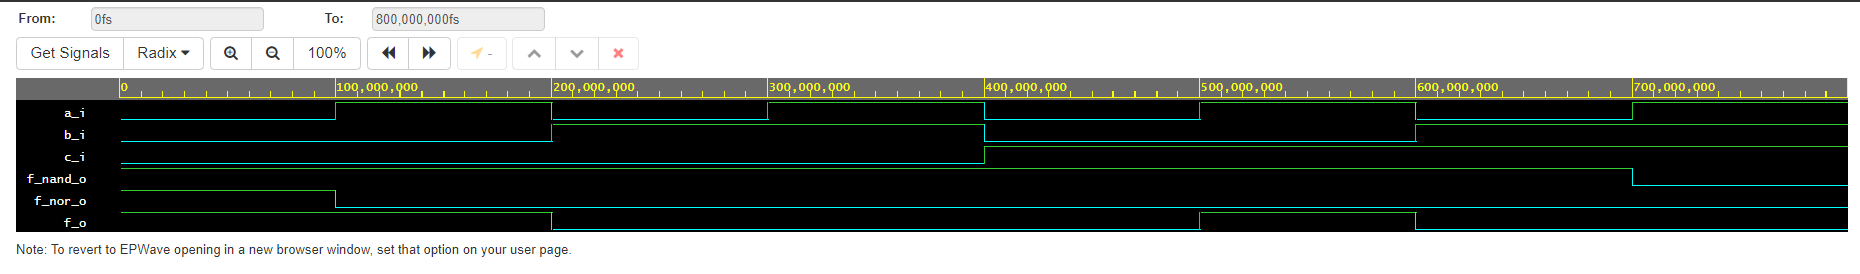 From: 0fs To: 800,000,000fs
Get Signals Radix 100% -
0 100,000,000 200,000,000 300,000,000 400,000,000 500,000,000 600,000,000 700,000,000
a_i
b_i
c_i
f_nand_o
f_nor_o
f_o
Note: To revert to EPWave opening in a new browser window, set that option on your user page.